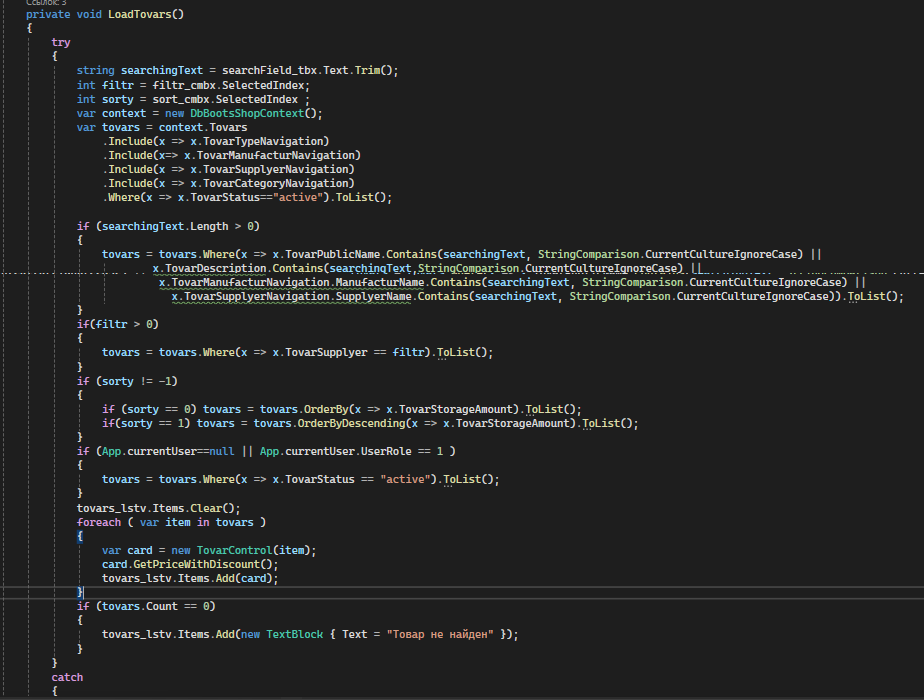 Ссылок: 3
private void LoadTovars()
{
try
{
string searchingText = searchField_tbx.Text.Trim();
int filtr = filtr_cmbx.SelectedIndex;
int sorty = sort_cmbx.SelectedIndex ;
var context = new DbBootsShopContext();
var tovars = context.Tovars
.Include(x => x.TovarTypeNavigation)
.Include(x=> x.TovarManufacturNavigation)
.Include(x => x.TovarSupplyerNavigation)
.Include(x => x.TovarCategoryNavigation)
.Where(x => x.TovarStatus=="active").ToList();
if (searchingText.Length > 0)
{
tovars = tovars.Where(x => x.TovarPublicName.Contains(searchingText, StringComparison.CurrentCultureIgnoreCase) ||
x.TovarDescription.Contains(searchingText,StringComparison.CurrentCultureIgnoreCase) ||
x.TovarManufacturNavigation.ManufacturName.Contains(searchingText, StringComparison.CurrentCultureIgnoreCase) ||
x.TovarSupplyerNavigation.SupplyerName.Contains(searchingText, StringComparison.CurrentCultureIgnoreCase)).ToList();
}
if(filtr > 0)
{
tovars = tovars.Where(x => x.TovarSupplyer == filtr).ToList();
}
if (sorty != -1)
{
if (sorty == 0) tovars = tovars.OrderBy(x => x.TovarStorageAmount).ToList();
if(sorty == 1) tovars = tovars.OrderByDescending(x => x.TovarStorageAmount).ToList();
}
if (App.currentUser==null || App.currentUser.UserRole == 1 )
{
tovars = tovars.Where(x => x.TovarStatus == "active").ToList();
}
tovars_lstv.Items.Clear();
foreach ( var item in tovars )
{
var card = new TovarControl(item);
card.GetPriceWithDiscount();
tovars_lstv.Items.Add(card);
}
if (tovars.Count == 0)
{
tovars_lstv.Items.Add(new TextBlock { Text = "Товар не найден" });
}
}
catch
{